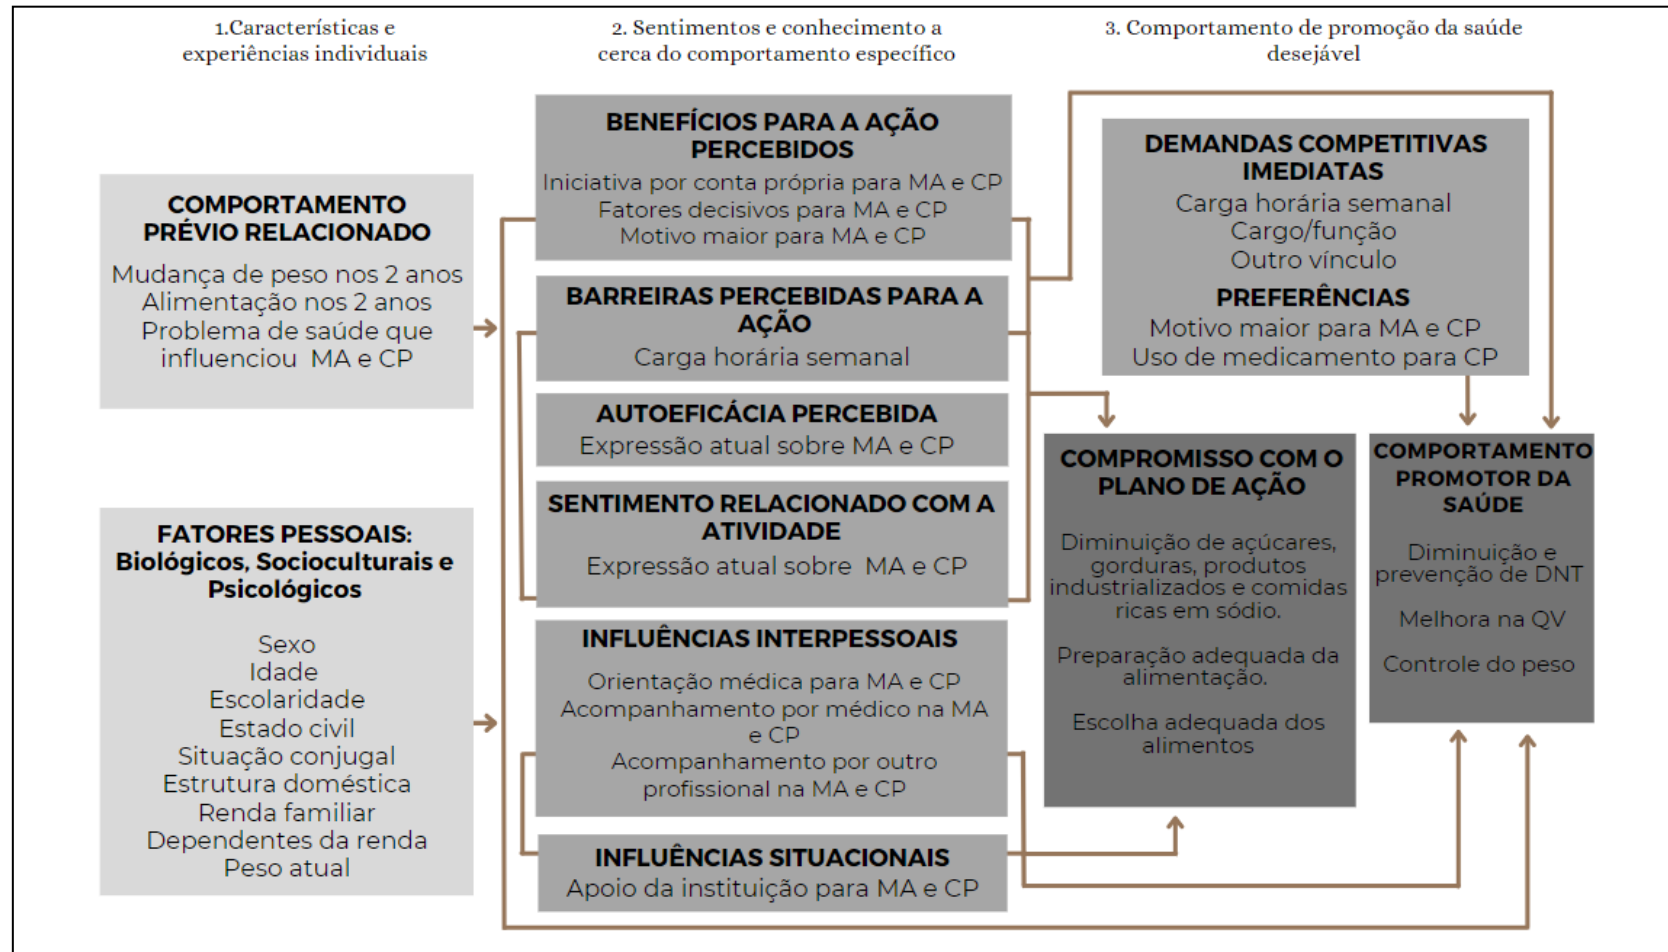 1.Características e
experiências individuais
2. Sentimentos e conhecimento a
cerca do comportamento específico
3. Comportamento de promoção da saúde
desejável
COMPORTAMENTO
PRÉVIO RELACIONADO
Mudança de peso nos 2 anos
Alimentação nos 2 anos
Problema de saúde que
influenciou MA e CP
FATORES PESSOAIS:
Biológicos, Socioculturais e
Psicológicos
Sexo
Idade
Escolaridade
Estado civil
Situação conjugal
Estrutura doméstica
Renda familiar
Dependentes da renda
Peso atual
BENEFÍCIOS PARA A AÇÃO
PERCEBIDOS
Iniciativa por conta própria para MA e CP
Fatores decisivos para MA e CP
Motivo maior para MA e CP
BARREIRAS PERCEBIDAS PARA A
AÇÃO
Carga horária semanal
AUTOEFICÁCIA PERCEBIDA
Expressão atual sobre MA e CP
SENTIMENTO RELACIONADO COM A
ATIVIDADE
Expressão atual sobre MA e CP
INFLUÊNCIAS INTERPESSOAIS
Orientação médica para MA e CP
Acompanhamento por médico na MA
e CP
Acompanhamento por outro
profissional na MA e CP
INFLUÊNCIAS SITUACIONAIS
Apoio da instituição para MA e CP
DEMANDAS COMPETITIVAS
IMEDIATAS
Carga horária semanal
Cargo/função
Outro vínculo
PREFERÊNCIAS
Motivo maior para MA e CP
Uso de medicamento para CP
COMPROMISSO COM O
PLANO DE AÇÃO
Diminuição de açúcares,
gorduras, produtos
industrializados e comidas
ricas em sódio.
Preparação adequada da
alimentação.
Escolha adequada dos
alimentos
COMPORTAMENTO
PROMOTOR DA
SAÚDE
Diminuição e
prevenção de DNT
Melhora na QV
Controle do peso